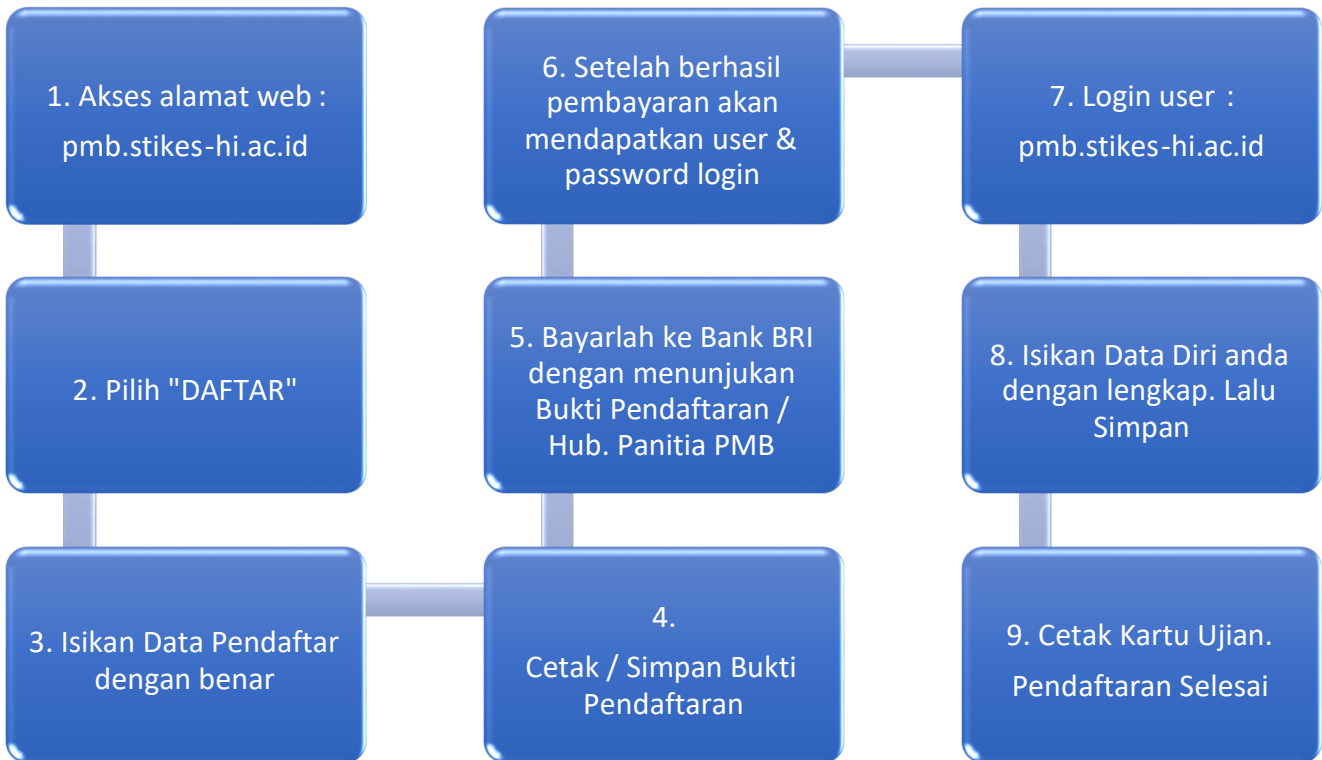 1. Akses alamat web :
pmb.stikes-hi.ac.id
2. Pilih "DAFTAR"
3. Isikan Data Pendaftar
dengan benar
4.
Cetak / Simpan Bukti
Pendaftaran
5. Bayarlah ke Bank BRI
dengan menunjukan
Bukti Pendaftaran /
Hub. Panitia PMB
6. Setelah berhasil
pembayaran akan
mendapatkan user &
password login
7. Login user :
pmb.stikes-hi.ac.id
8. Isikan Data Diri anda
dengan lengkap. Lalu
Simpan
9. Cetak Kartu Ujian.
Pendaftaran Selesai